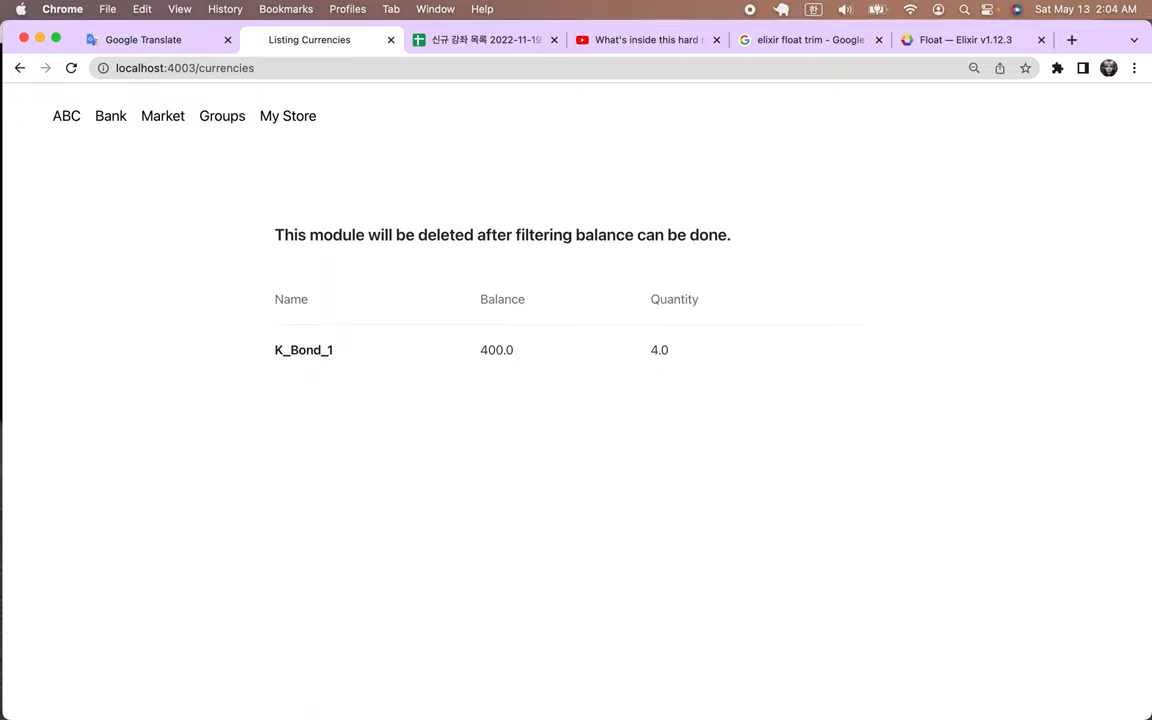 Chrome File Edit View History Bookmarks Profiles Tab Window Help 한 Sat May 13 2:04 AM
Google Translate Listing Currencies 신규 강좌 목록 2022-11-19 What's inside this hard elixir float trim - Google Float — Elixir v1.12.3
localhost:4003/currencies
ABC Bank Market Groups My Store
This module will be deleted after filtering balance can be done.
Name Balance Quantity
K_Bond_1 400.0 4.0